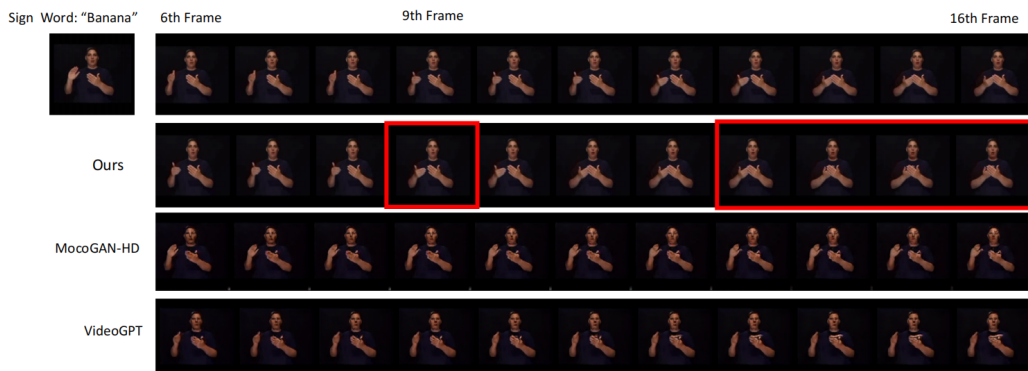 Sign Word: “Banana” 6th Frame 9th Frame 16th Frame
Ours
MocoGAN-HD
VideoGPT